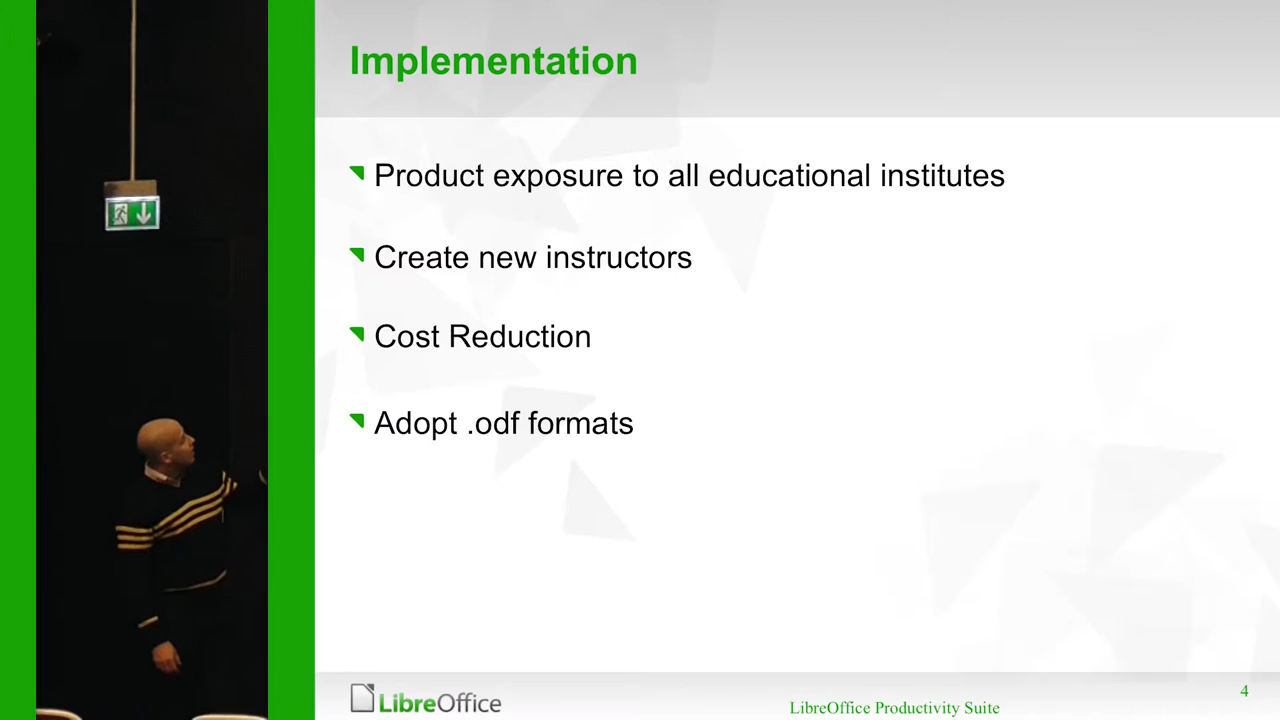 Implementation
Product exposure to all educational institutes
Create new instructors
Cost Reduction
Adopt .odf formats
LibreOffice
LibreOffice Productivity Suite
4